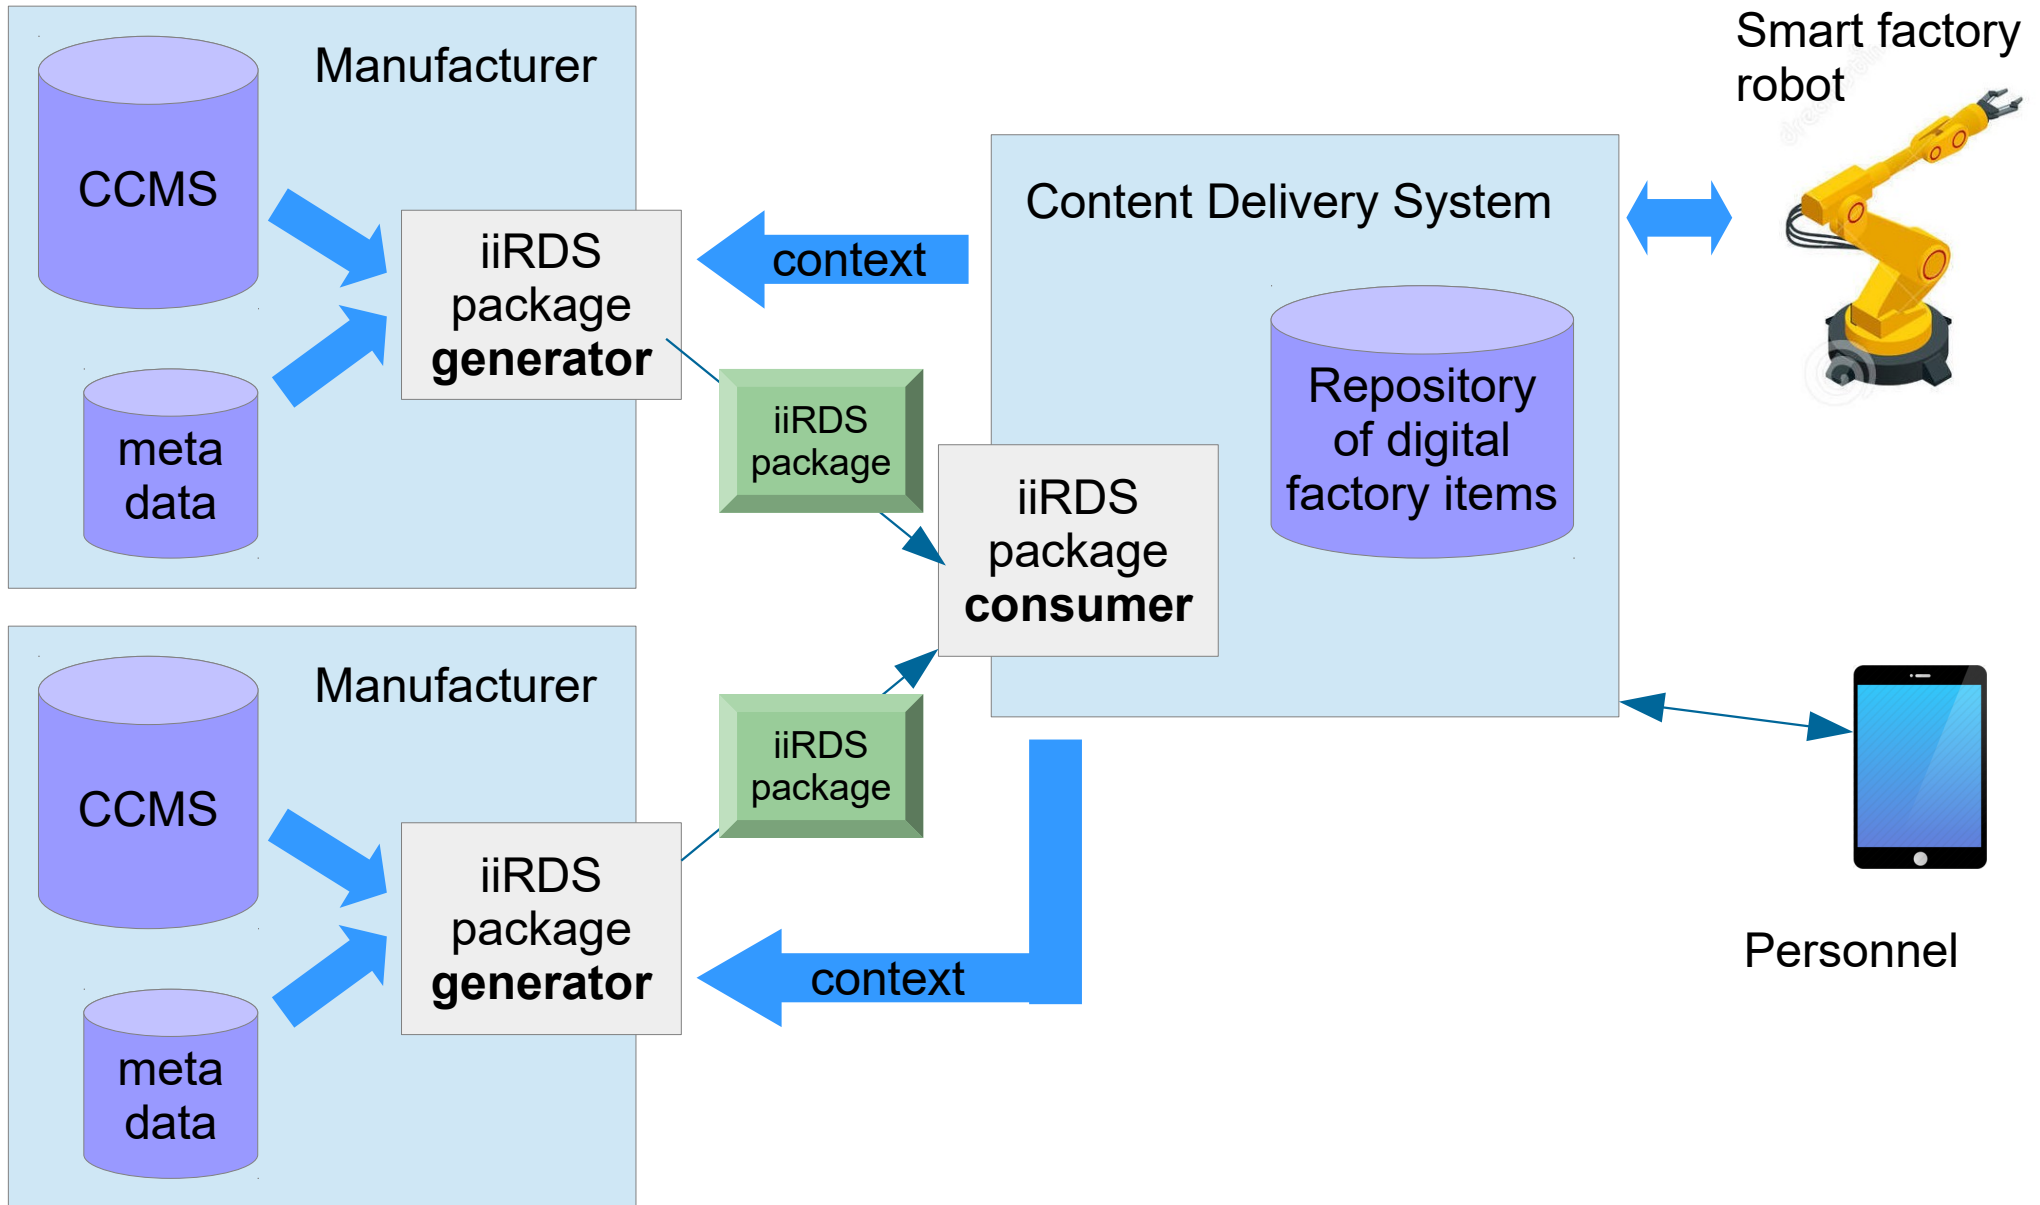 Manufacturer
CCMS
meta
data
iiRDS
package
generator
context
iiRDS
package
Content Delivery System
Repository
of digital
factory items
iiRDS
package
consumer
Smart factory
robot
Manufacturer
CCMS
meta
data
iiRDS
package
generator
iiRDS
package
context
Personnel